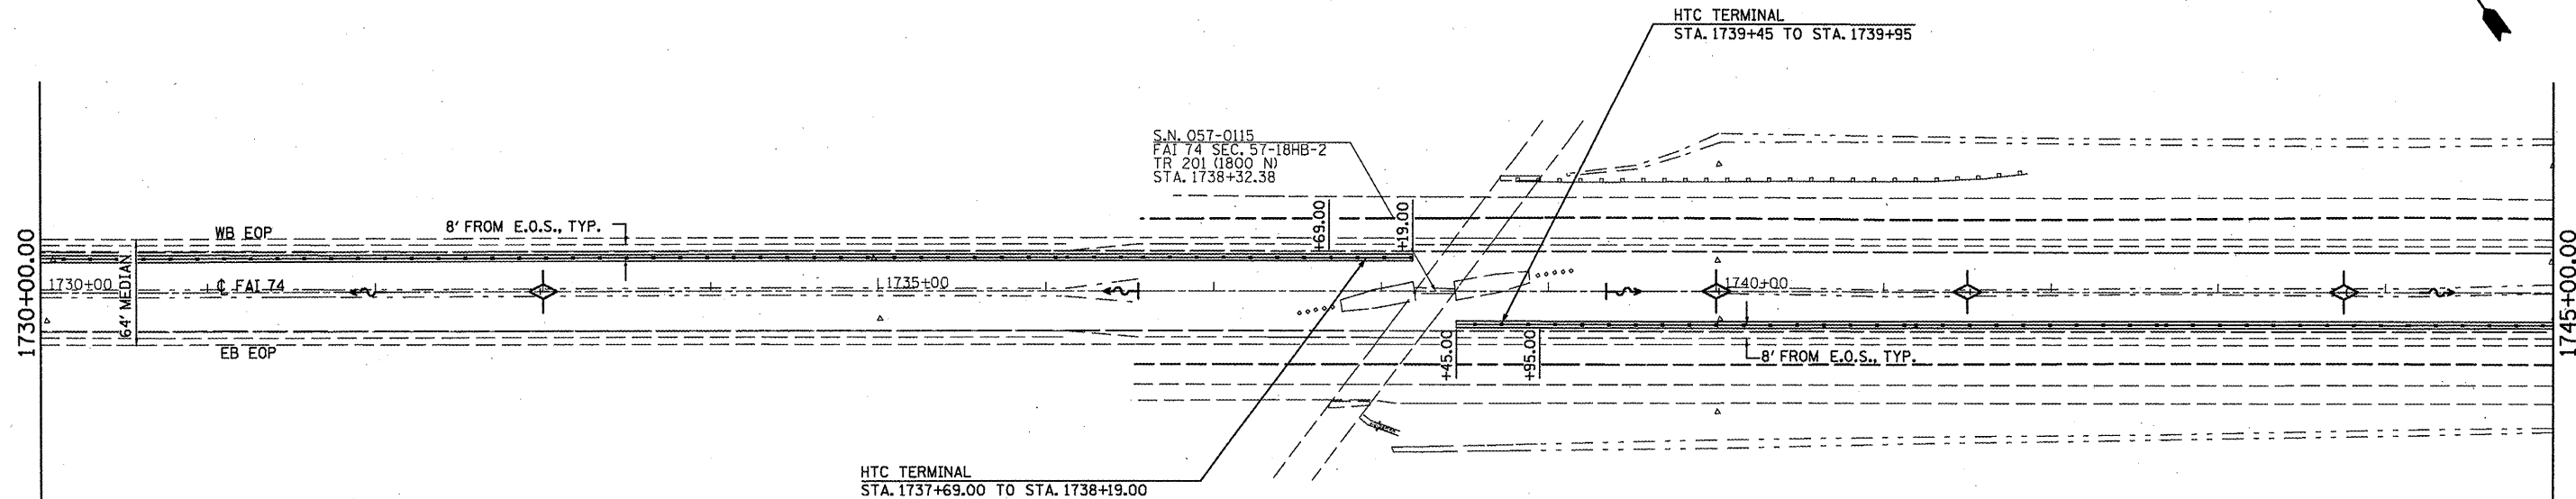 HTC TERMINAL
STA. 1739+45 TO STA. 1739+95
S.N. 057-0115
FAI 74 SEC. 57-18HB-2
TR 201 (1800 N)
STA. 1738+32.38
WB EOP
8' FROM E.O.S., TYP.
+69.00
+19.00
1730+00.00
1730+00
64' MEDIAN
℄ FAI 74
1735+00
1740+00
1745+00.00
EB EOP
+45.00
+95.00
8' FROM E.O.S., TYP.
HTC TERMINAL
STA. 1737+69.00 TO STA. 1738+19.00